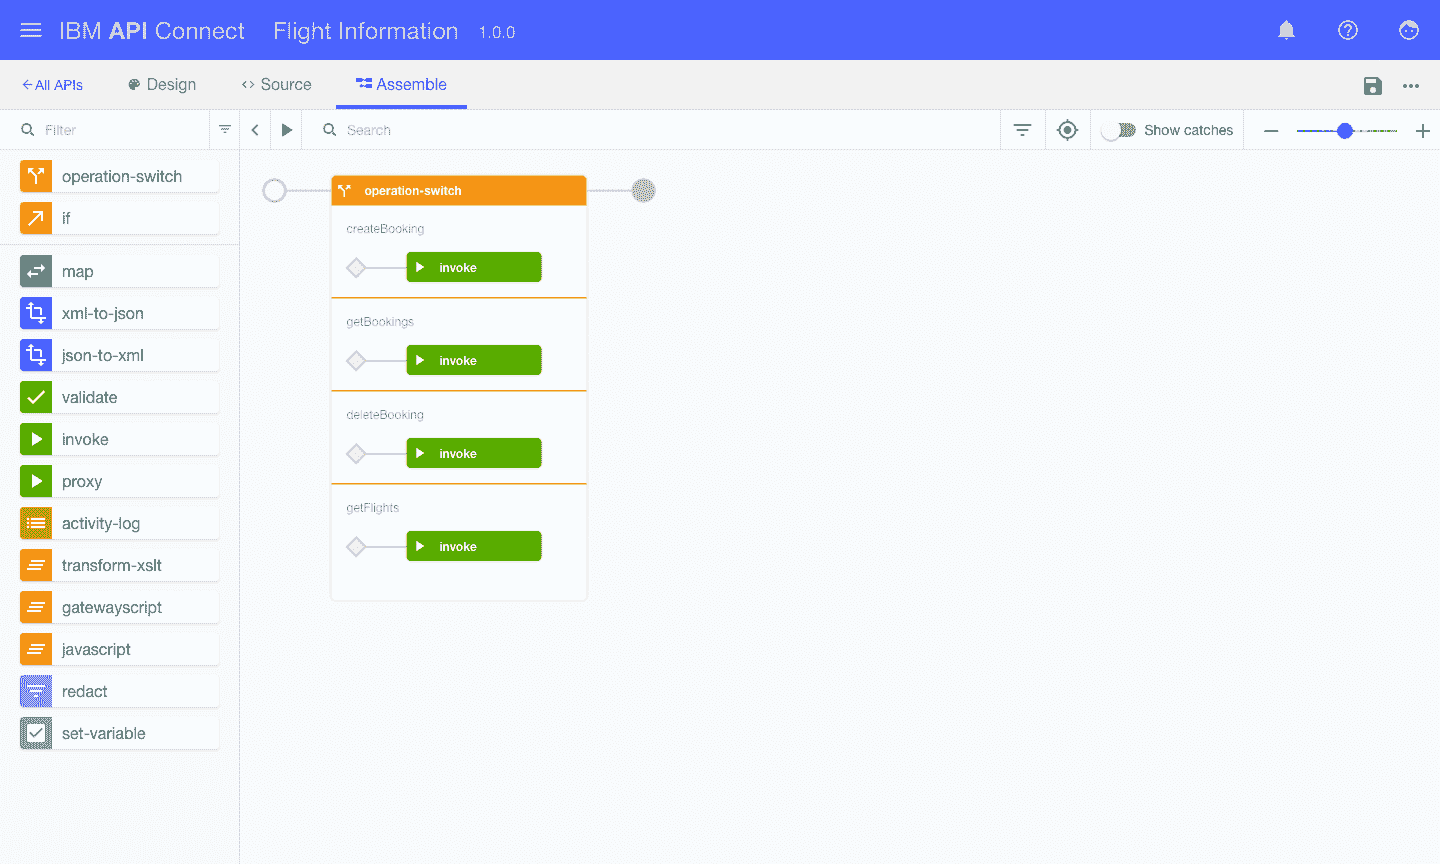 IBM API Connect Flight Information 1.0.0
All APIs Design Source Assemble
Filter Search Show catches
operation-switch
if
map
xml-to-json
json-to-xml
validate
invoke
proxy
activity-log
transform-xslt
gatewayscript
javascript
redact
set-variable
operation-switch
createBooking
invoke
getBookings
invoke
deleteBooking
invoke
getFlights
invoke